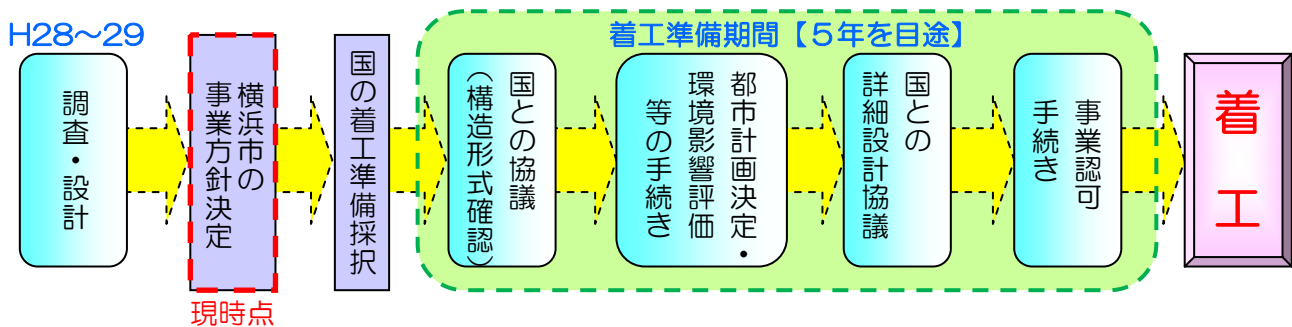 H28～29
調査・設計
横浜市の
事業方針決定
現時点
国の着工準備採択
着工準備期間【５年を目途】
国との協議
（構造形式確認）
都市計画決定・
環境影響評価
等の手続き
国との
詳細設計協議
事業認可
手続き
着工